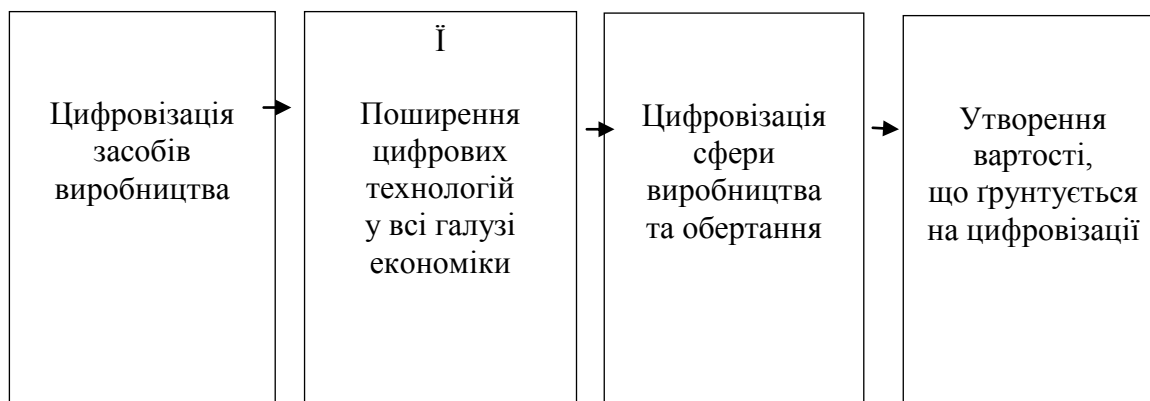 Цифровізація
засобів
виробництва
Ї
Поширення
цифрових
технологій
у всі галузі
економіки
Цифровізація
сфери
виробництва
та обертання
Утворення
вартості,
що ґрунтується
на цифровізації